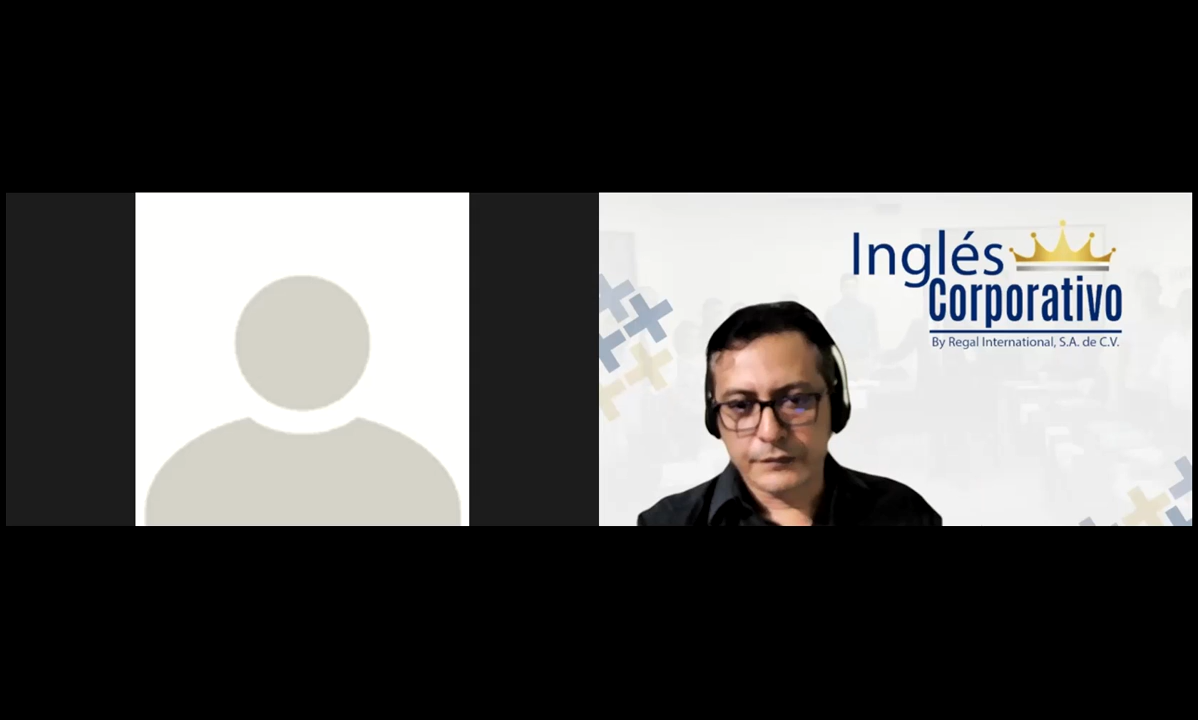 Inglés
Corporativo
By Regal International, S.A. de C.V.